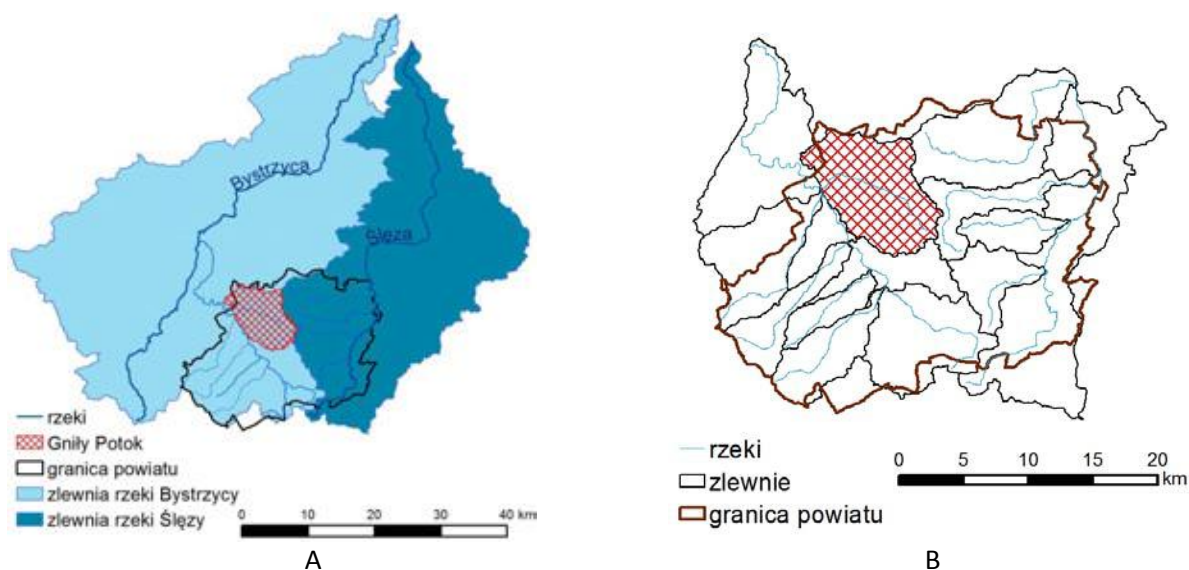 Bystrzyca
Ślęza
rzeki
Gniły Potok
granica powiatu
zlewnia rzeki Bystrzycy
zlewnia rzeki Ślęzy
0 10 20 30 40 km
A
rzeki
zlewnie
granica powiatu
0 5 10 15 20 km
B